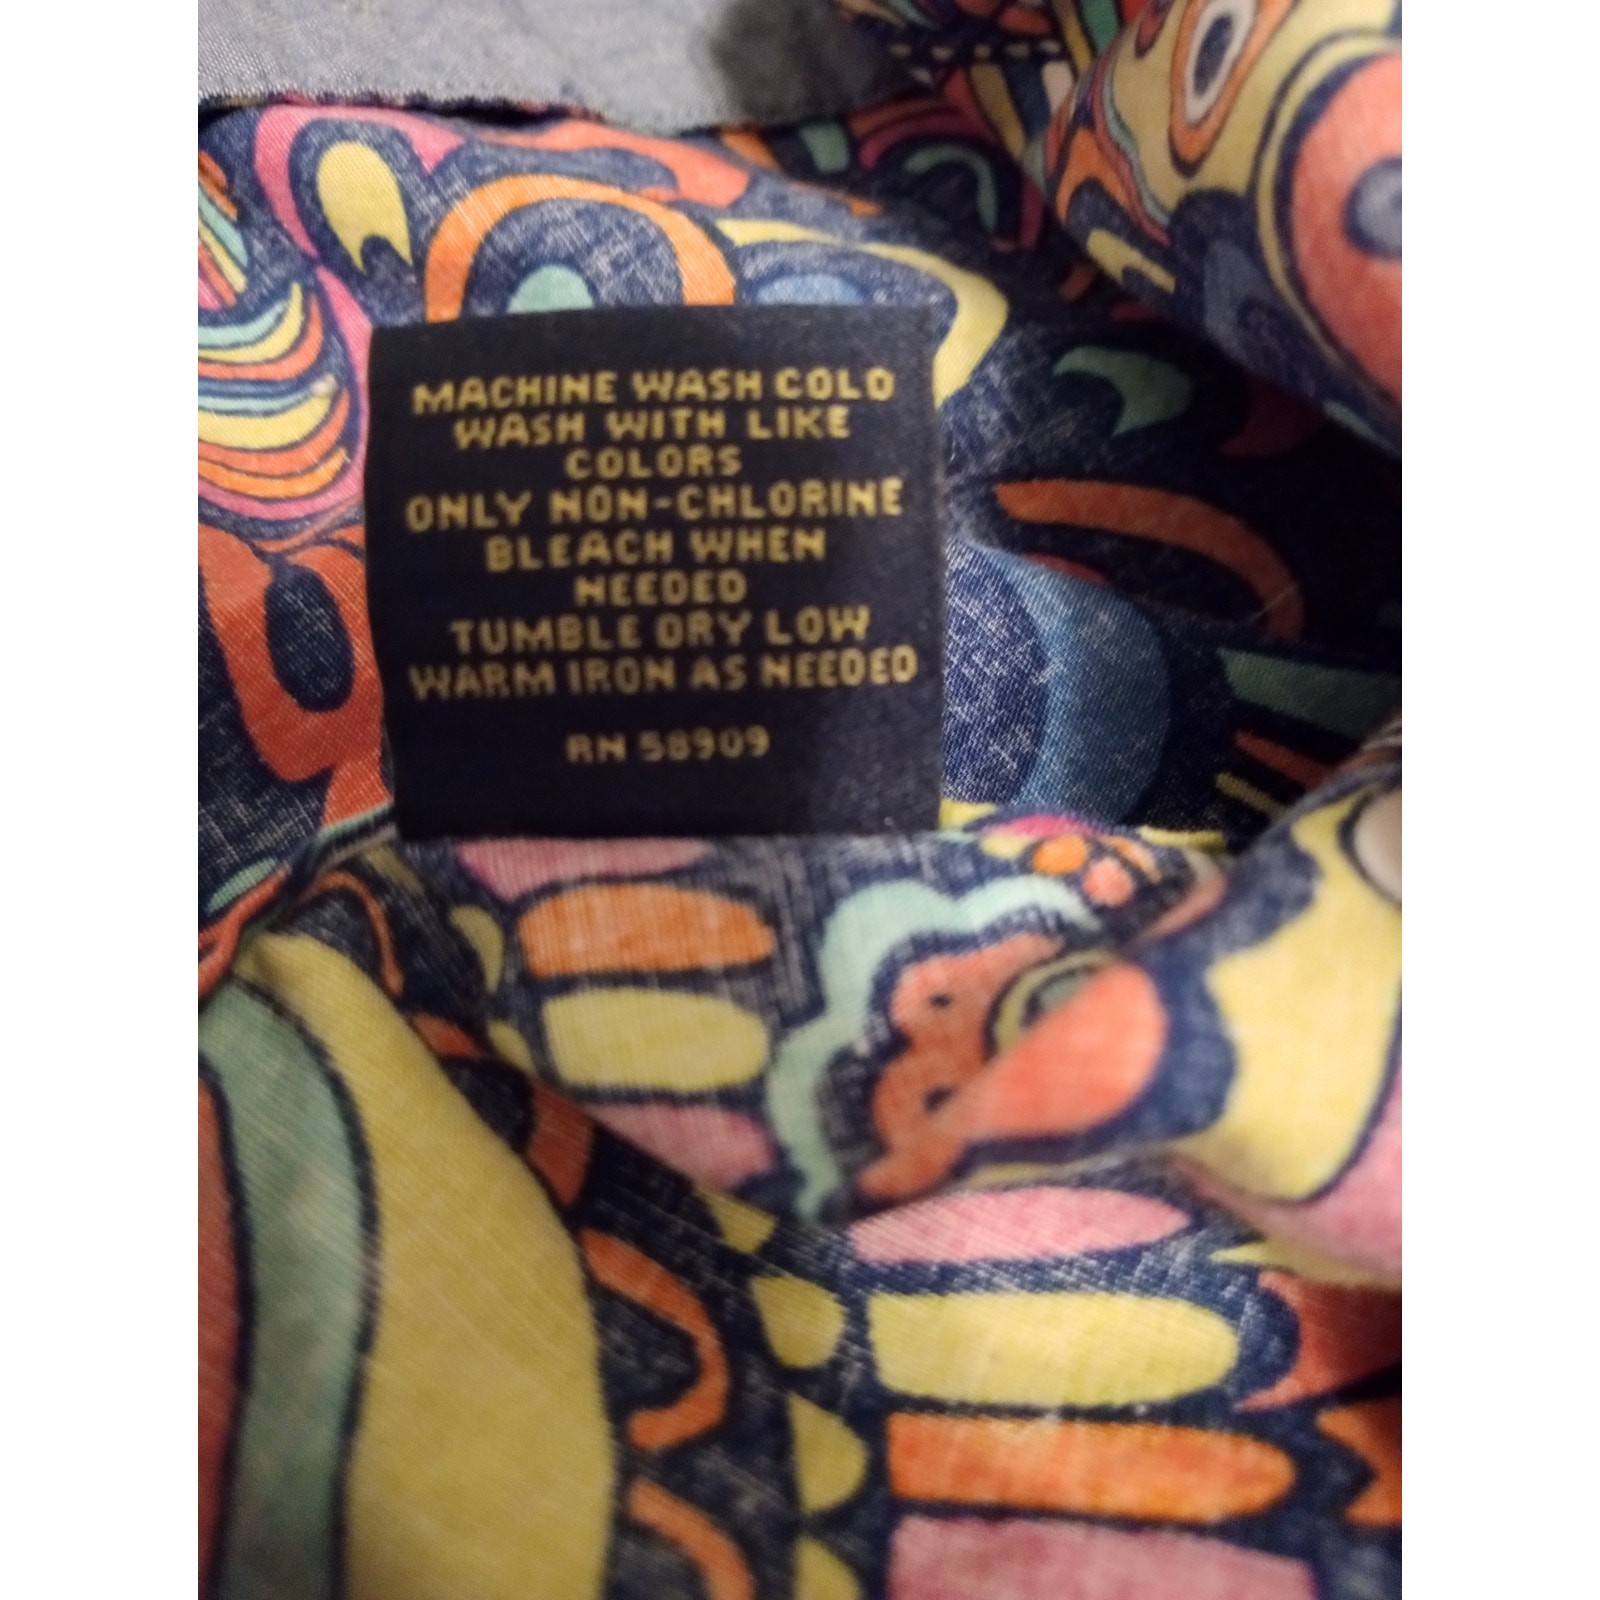 MACHINE WASH COLD
WASH WITH LIKE
COLORS
ONLY NON-CHLORINE
BLEACH WHEN
NEEDED
TUMBLE DRY LOW
WARM IRON AS NEEDED
RN 58909